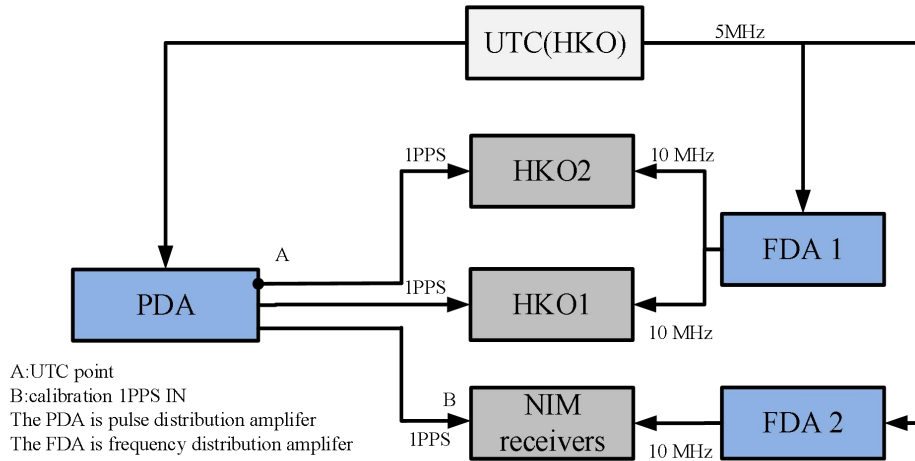 UTC(HKO)
5MHz
1PPS
HKO2
10 MHz
A
FDA 1
PDA
1PPS
HKO1
10 MHz
A:UTC point
B:calibration 1PPS IN
The PDA is pulse distribution amplifer
The FDA is frequency distribution amplifer
B
1PPS
NIM
receivers
10 MHz
FDA 2